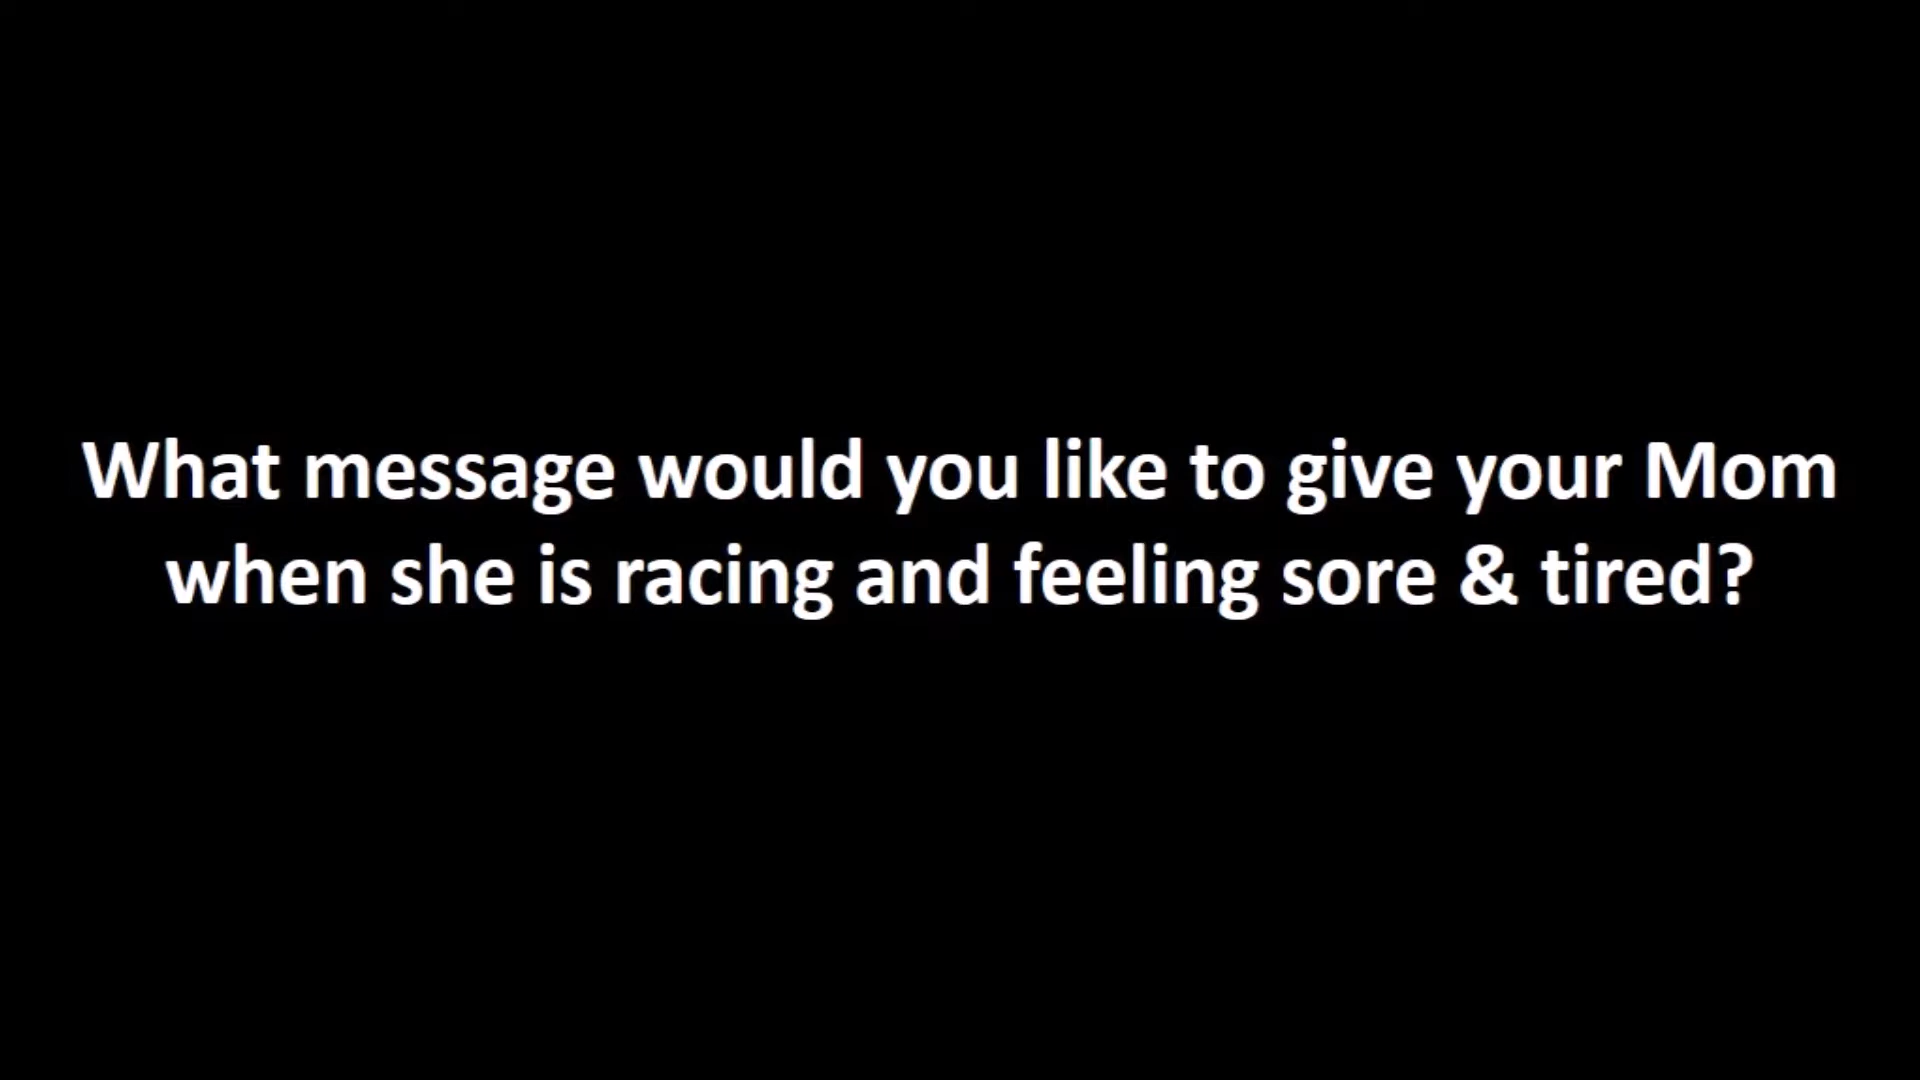 What message would you like to give your Mom
when she is racing and feeling sore & tired?